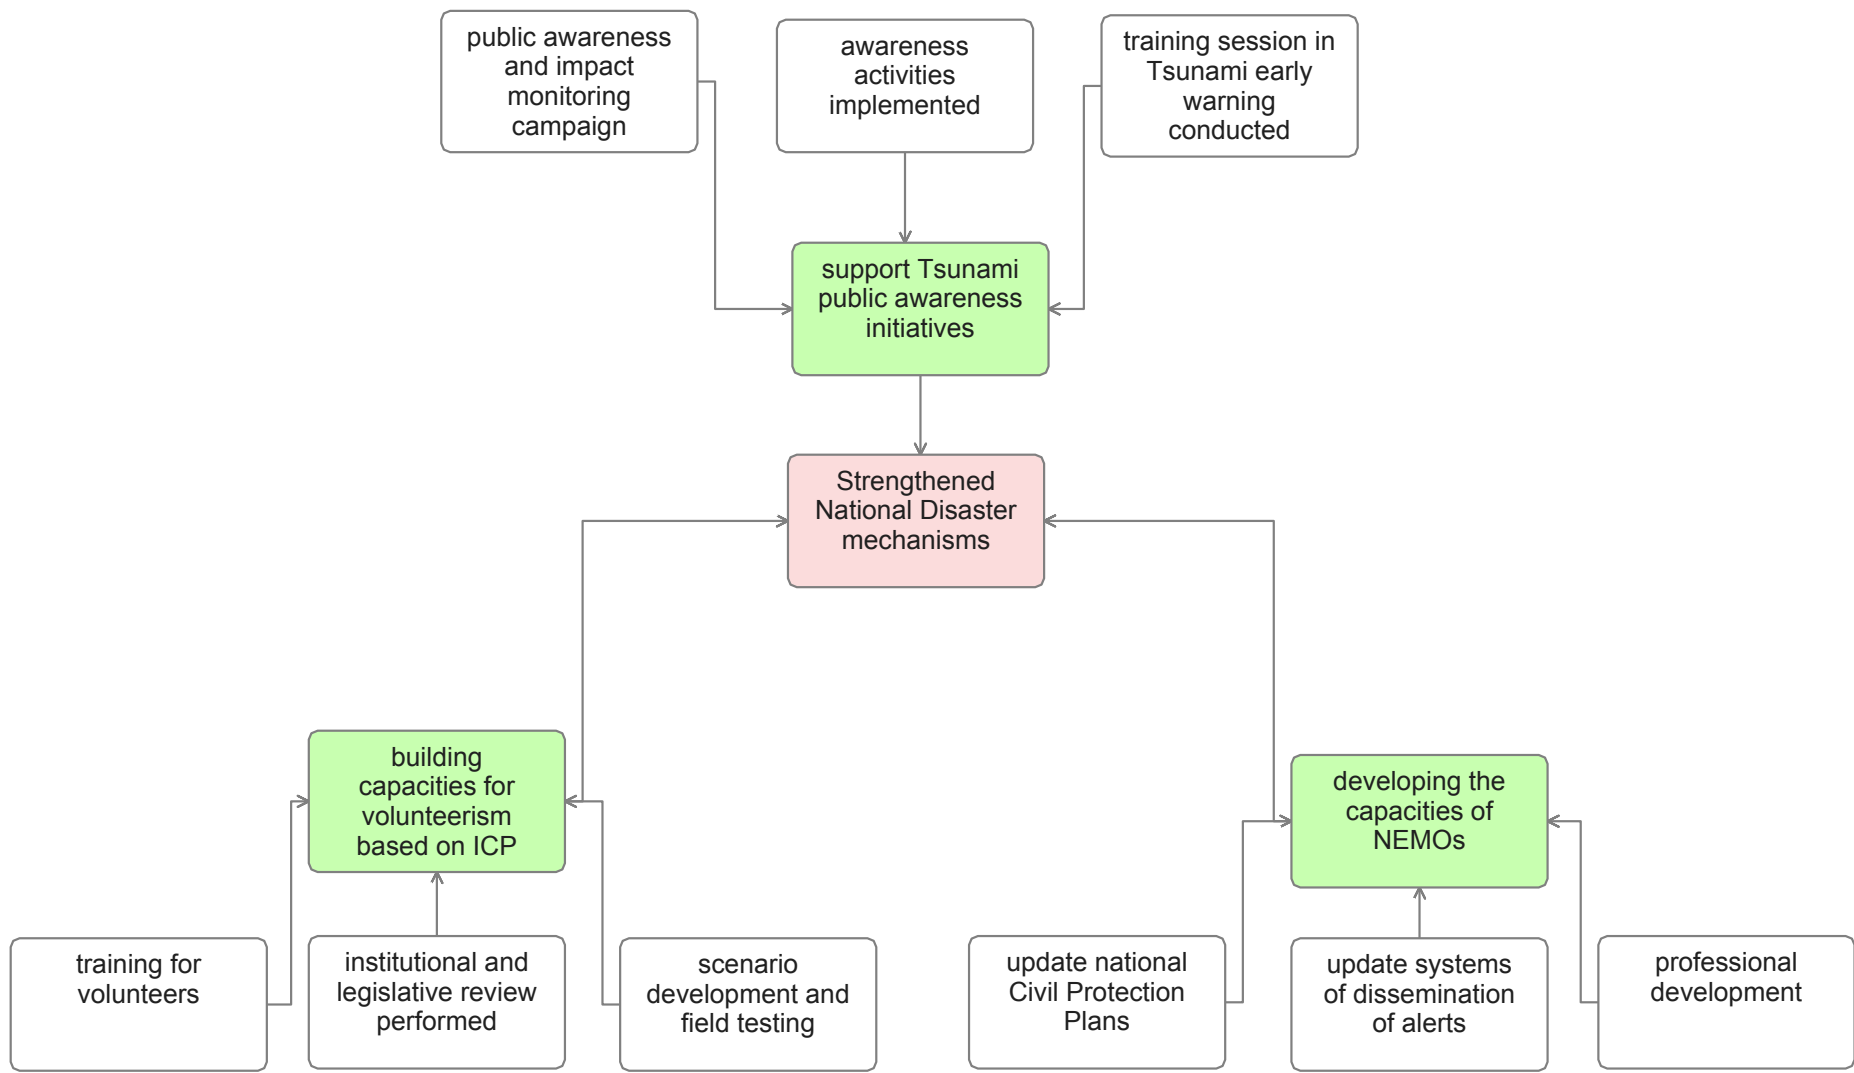 public awareness
and impact
monitoring
campaign
awareness
activities
implemented
training session in
Tsunami early
warning
conducted
support Tsunami
public awareness
initiatives
Strengthened
National Disaster
mechanisms
building
capacities for
volunteerism
based on ICP
developing the
capacities of
NEMOs
training for
volunteers
institutional and
legislative review
performed
scenario
development and
field testing
update national
Civil Protection
Plans
update systems
of dissemination
of alerts
professional
development